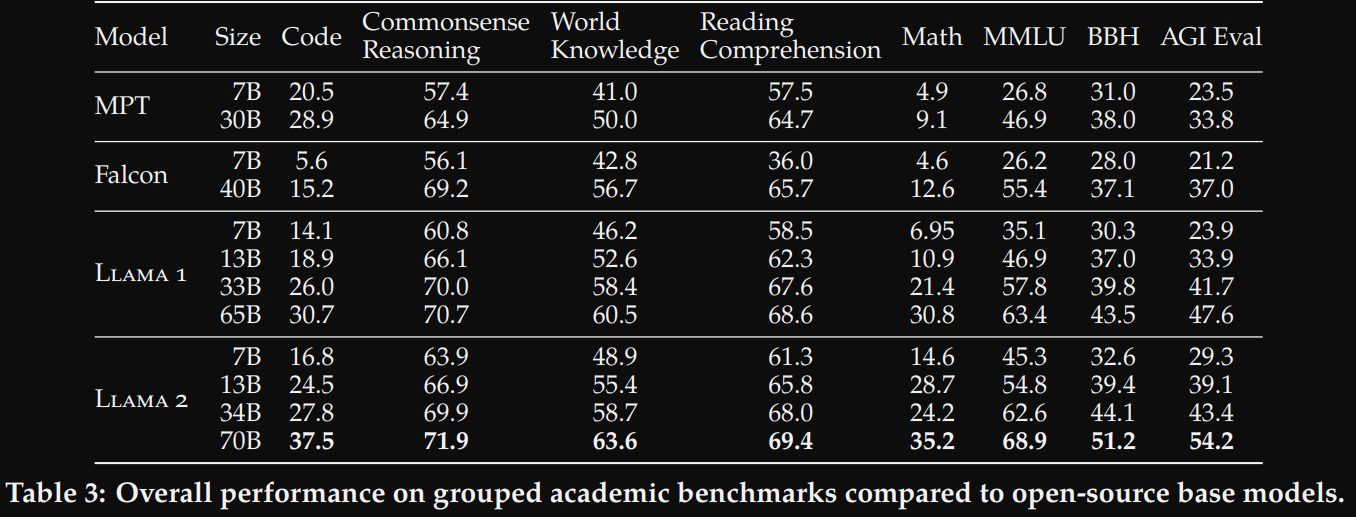 Model Size Code Commonsense Reasoning World Knowledge Reading Comprehension Math MMLU BBH AGI Eval
MPT 7B 20.5 57.4 41.0 57.5 4.9 26.8 31.0 23.5
30B 28.9 64.9 50.0 64.7 9.1 46.9 38.0 33.8
Falcon 7B 5.6 56.1 42.8 36.0 4.6 26.2 28.0 21.2
40B 15.2 69.2 56.7 65.7 12.6 55.4 37.1 37.0
LLAMA 1 7B 14.1 60.8 46.2 58.5 6.95 35.1 30.3 23.9
13B 18.9 66.1 52.6 62.3 10.9 46.9 37.0 33.9
33B 26.0 70.0 58.4 67.6 21.4 57.8 39.8 41.7
65B 30.7 70.7 60.5 68.6 30.8 63.4 43.5 47.6
LLAMA 2 7B 16.8 63.9 48.9 61.3 14.6 45.3 32.6 29.3
13B 24.5 66.9 55.4 65.8 28.7 54.8 39.4 39.1
34B 27.8 69.9 58.7 68.0 24.2 62.6 44.1 43.4
70B 37.5 71.9 63.6 69.4 35.2 68.9 51.2 54.2
Table 3: Overall performance on grouped academic benchmarks compared to open-source base models.